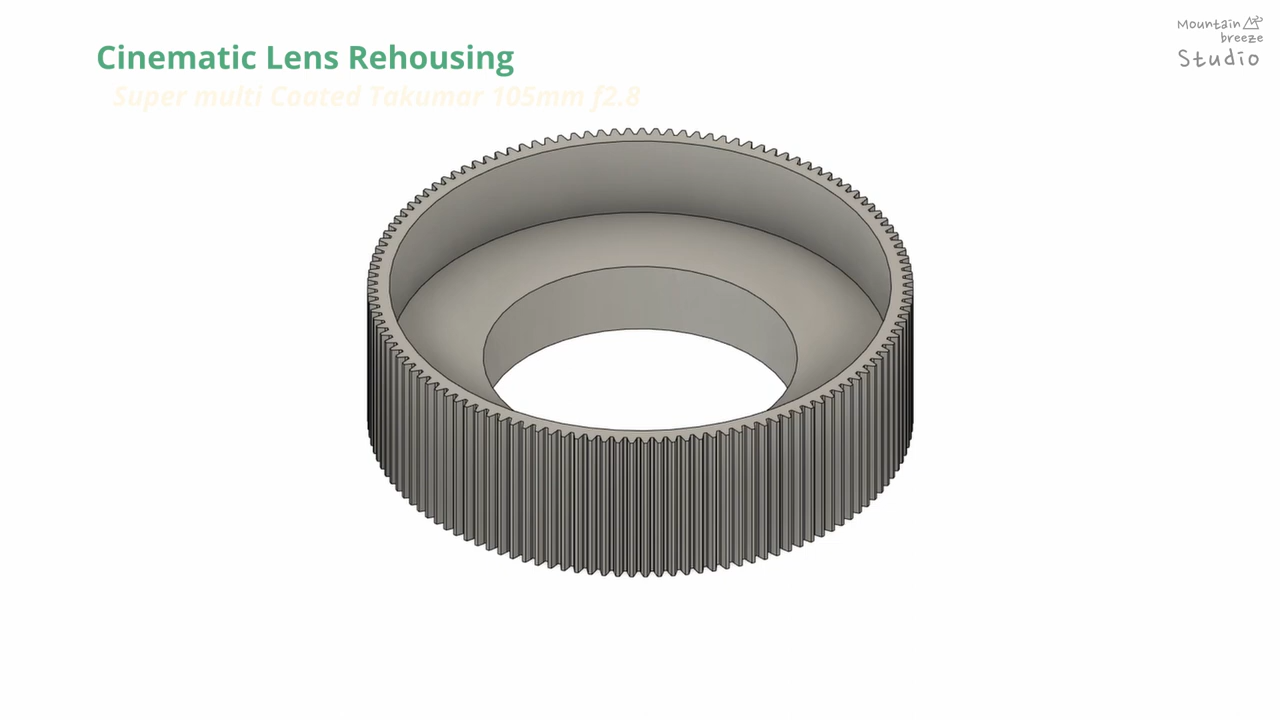 Cinematic Lens Rehousing
Super multi Coated Takumar 105mm f2.8
Mountain
breeze
Studio